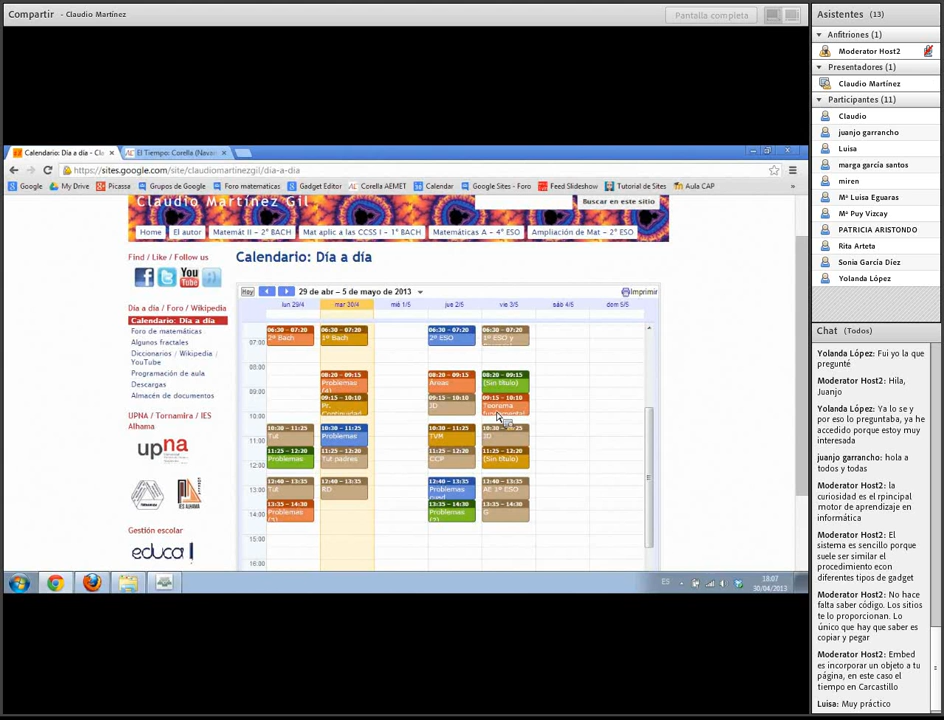 Compartir - Claudio Martínez
Pantalla completa
Calendario: Día a día - Cl
El Tiempo: Corella (Navar
https://sites.google.com/site/claudiomartinezgil/dia-a-dia
Google
My Drive
Picassa
Grupos de Google
Foro matematicas
Gadget Editor
Corella AEMET
Calendar
Google Sites - Foro
Feed Slideshow
Tutorial de Sites
Aula CAP
»
Claudio Martínez Gil
Buscar en este sitio
Home
El autor
Matemát II - 2º BACH
Mat aplic a las CCSS I - 1º BACH
Matemáticas A - 4º ESO
Ampliación de Mat - 2º ESO
Find / Like / Follow us
You Tube
Día a día / Foro / Wikipedia
Calendario: Día a día
Foro de matemáticas
Algunos fractales
Diccionarios / Wikipedia /
YouTube
Programación de aula
Descargas
Almacén de documentos
UPNA / Tornamira / IES
Alhama
upna
IES ALHAMA
Gestión escolar
educa
Calendario: Día a día
Hoy
29 de abr – 5 de mayo de 2013
Imprimir
lun 29/4
mar 30/4
mié 1/5
jue 2/5
vie 3/5
sáb 4/5
dom 5/5
07:00
08:00
09:00
10:00
11:00
12:00
13:00
14:00
15:00
16:00
06:30 – 07:20
2º Bach
10:30 – 11:25
Tut
11:25 – 12:20
Problemas
12:40 – 13:35
Tut
13:35 – 14:30
Problemas
06:30 – 07:20
1º Bach
08:20 – 09:15
Problemas
09:15 – 10:10
Pr.
Continuidad
10:30 – 11:25
Problemas
11:25 – 12:20
Tut padres
12:40 – 13:35
RD
06:30 – 07:20
2º ESO
08:20 – 09:15
Áreas
09:15 – 10:10
JD
10:30 – 11:25
TVM
11:25 – 12:20
CCP
12:40 – 13:35
Problemas
13:35 – 14:30
Problemas
06:30 – 07:20
1º ESO y
08:20 – 09:15
(Sin título)
09:15 – 10:10
Teorema
fundamental
10:30 – 11:25
JD
11:25 – 12:20
(Sin título)
12:40 – 13:35
AE 3º ESO
13:35 – 14:30
G
ES
18:07
30/04/2013
Asistentes (13)
Anfitriones (1)
Moderator Host2
Presentadores (1)
Claudio Martínez
Participantes (11)
Claudio
juanjo garrancho
Luisa
marga garcía santos
miren
Mª Luisa Eguaras
Mª Puy Vizcay
PATRICIA ARISTONDO
Rita Arteta
Sonia García Díez
Yolanda López
Chat (Todos)
Yolanda López: Fui yo la que
pregunté
Moderator Host2: Hila,
Juanjo
Yolanda López: Ya lo se y
por eso lo preguntaba, ya he
accedido porque estoy muy
interesada
juanjo garrancho: hola a
todos y todas
Moderator Host2: la
curiosidad es el rpincipal
motor de aprendizaje en
informática
Moderator Host2: El
sistema es sencillo porque
suele ser similar el
procedimiento econ
diferentes tipos de gadget
Moderator Host2: No hace
falta saber código. Los sitios
te lo proporcionan. Lo
único que hay que saber es
copiar y pegar
Moderator Host2: Embed
es incorporar un objeto a tu
página, en este caso el
tiempo en Carcastillo
Luisa: Muy práctico